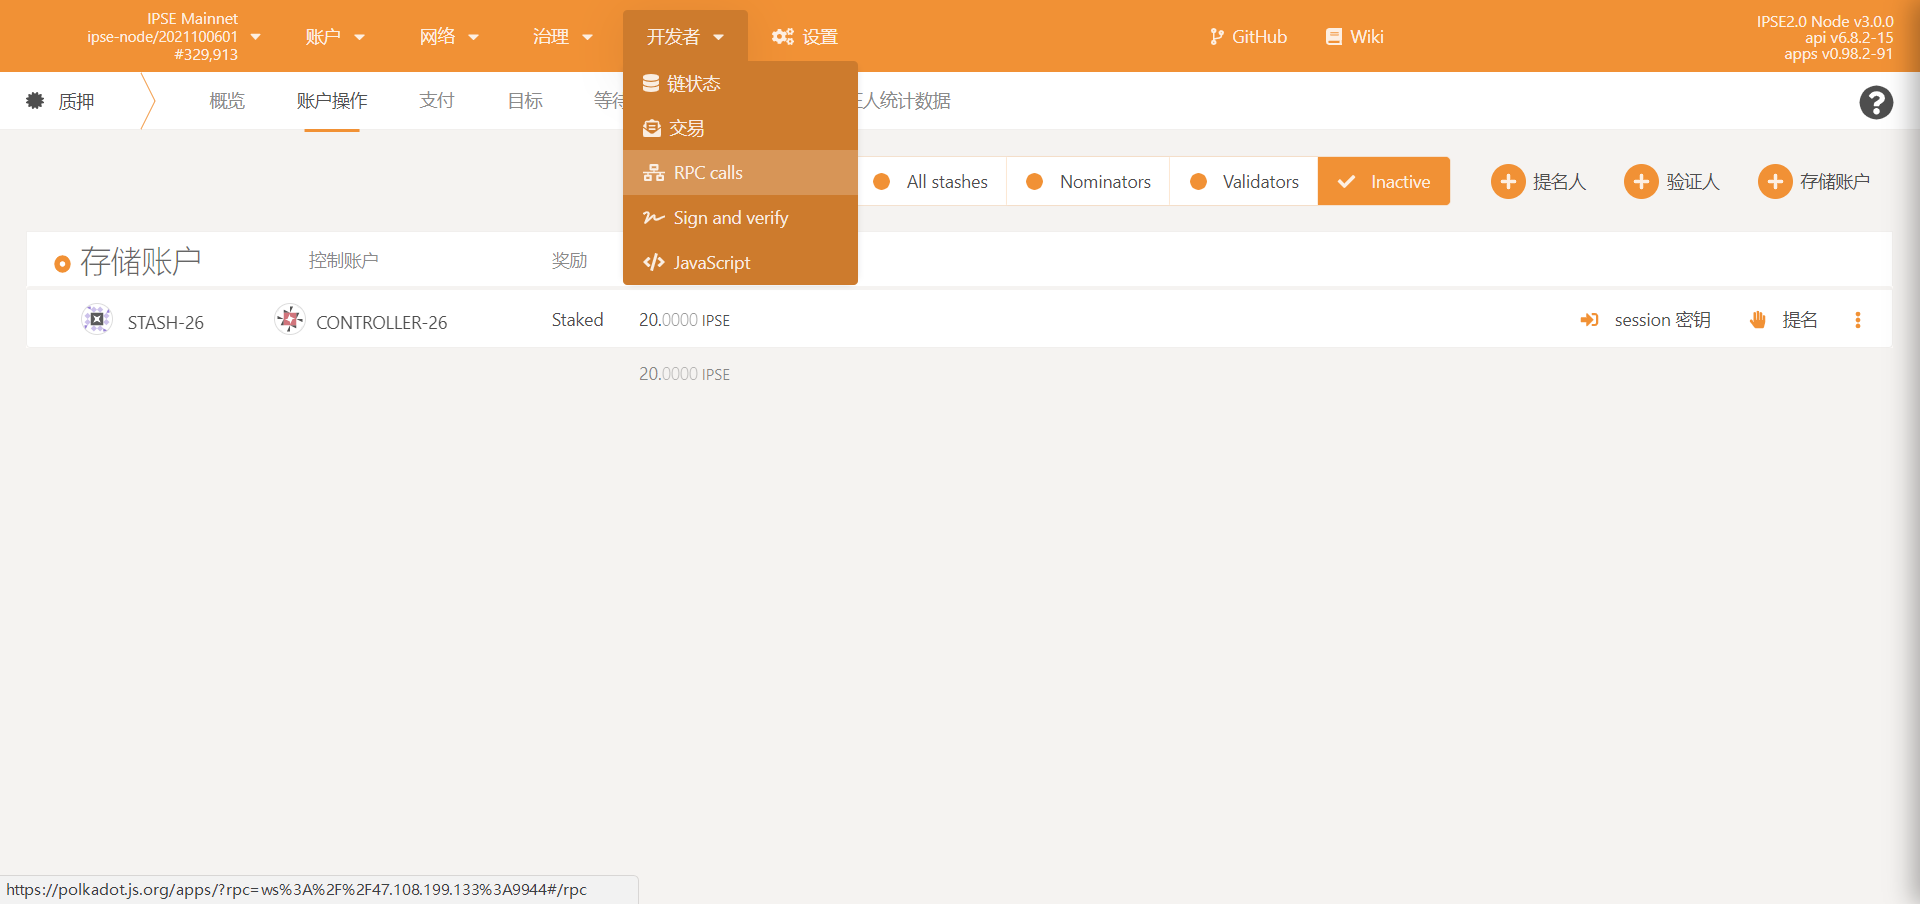 IPSE Mainnet
ipse-node/2021100601
#329,913
账户
网络
治理
开发者
设置
GitHub
Wiki
IPSE2.0 Node v3.0.0
api v6.8.2-15
apps v0.98.2-91
质押
概览
账户操作
支付
目标
等待
人统计数据
链状态
交易
RPC calls
Sign and verify
JavaScript
All stashes
Nominators
Validators
Inactive
提名人
验证人
存储账户
存储账户
控制账户
奖励
STASH-26
CONTROLLER-26
Staked
20.0000 IPSE
session 密钥
提名
20.0000 IPSE
https://polkadot.js.org/apps/?rpc=ws%3A%2F%2F47.108.199.133%3A9944#/rpc